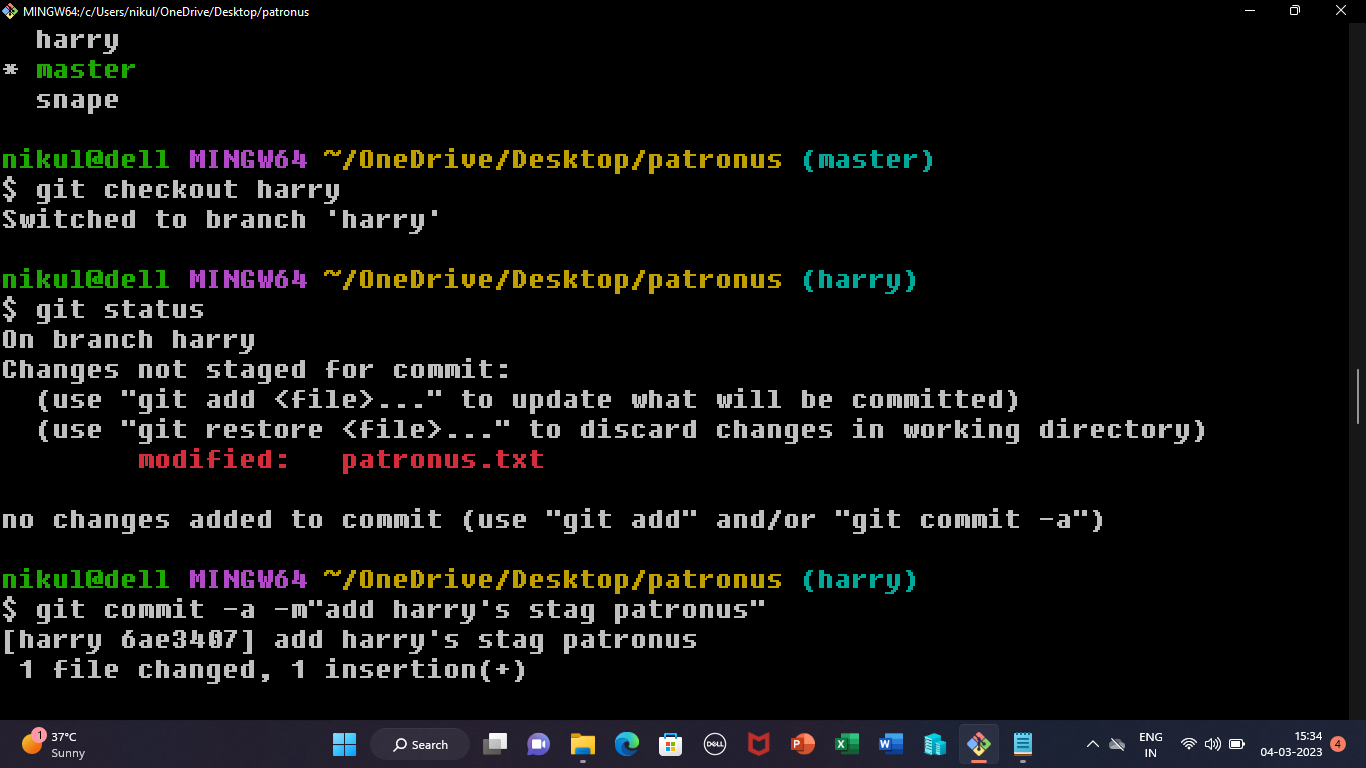 MINGW64:/c/Users/nikul/OneDrive/Desktop/patronus
harry
* master
snape
nikul@dell MINGW64 ~/OneDrive/Desktop/patronus (master)
$ git checkout harry
Switched to branch 'harry'
nikul@dell MINGW64 ~/OneDrive/Desktop/patronus (harry)
$ git status
On branch harry
Changes not staged for commit:
(use "git add <file>..." to update what will be committed)
(use "git restore <file>..." to discard changes in working directory)
modified:   patronus.txt
no changes added to commit (use "git add" and/or "git commit -a")
nikul@dell MINGW64 ~/OneDrive/Desktop/patronus (harry)
$ git commit -a -m"add harry's stag patronus"
[harry 6ae3407] add harry's stag patronus
1 file changed, 1 insertion(+)
1
37°C
Sunny
Search
DELL
P
X
W
ENG
IN
15:34
04-03-2023
4